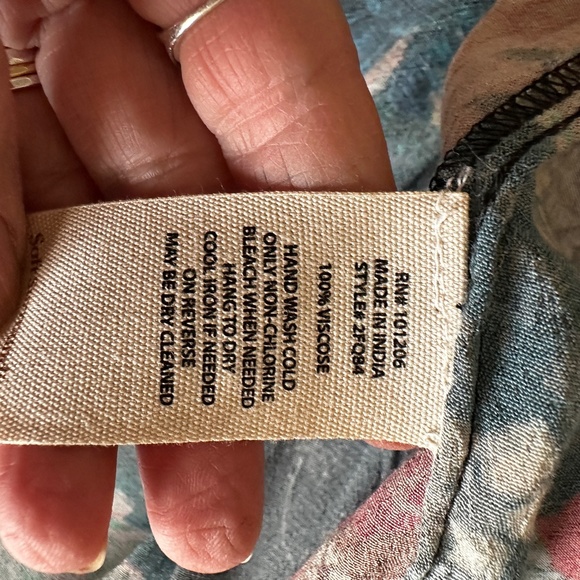 RN# 101206
MADE IN INDIA
STYLE# 2FQ84
100% VISCOSE
HAND WASH COLD
ONLY NON-CHLORINE
BLEACH WHEN NEEDED
HANG TO DRY
COOL IRON IF NEEDED
ON REVERSE
MAY BE DRY CLEANED